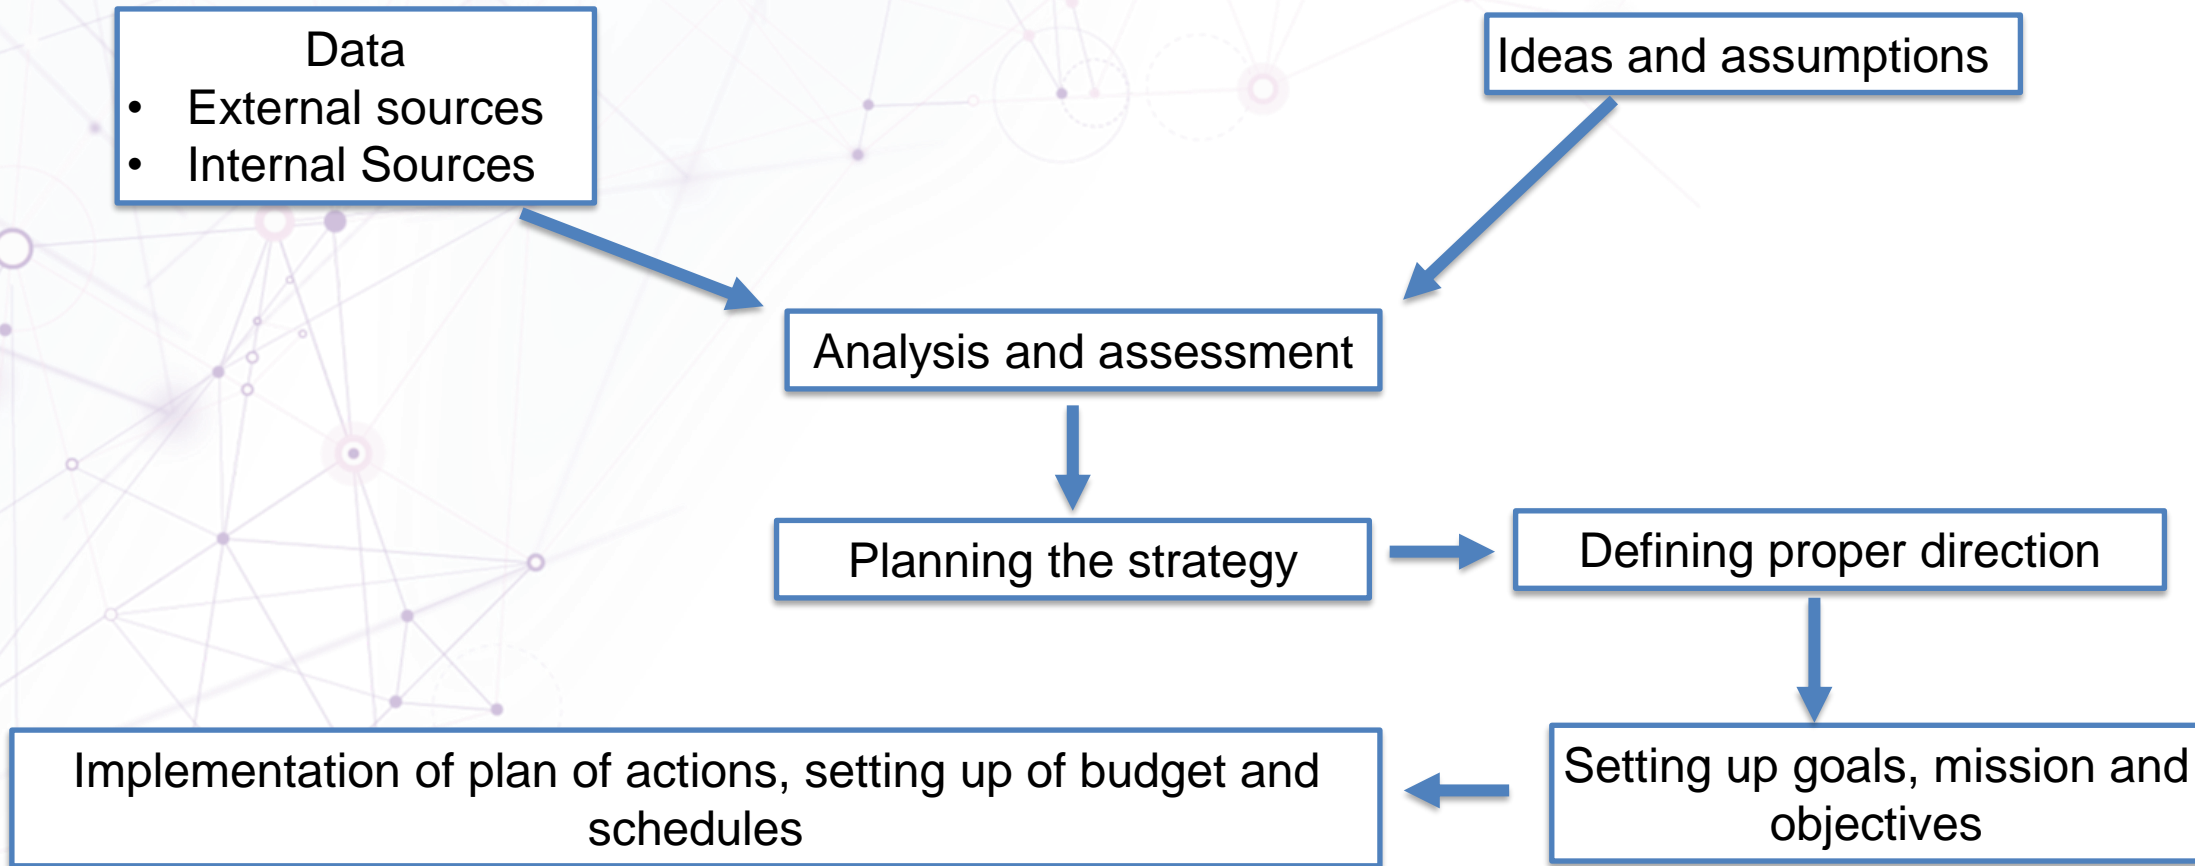 Data
• External sources
• Internal Sources
Ideas and assumptions
Analysis and assessment
Planning the strategy
Defining proper direction
Setting up goals, mission and
objectives
Implementation of plan of actions, setting up of budget and
schedules